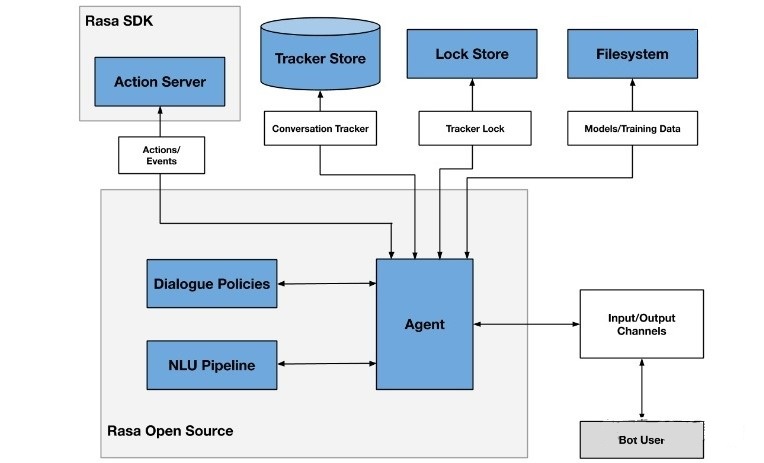 Rasa SDK
Action Server
Tracker Store
Lock Store
Filesystem
Actions/
Events
Conversation Tracker
Tracker Lock
Models/Training Data
Dialogue Policies
Agent
NLU Pipeline
Input/Output
Channels
Rasa Open Source
Bot User